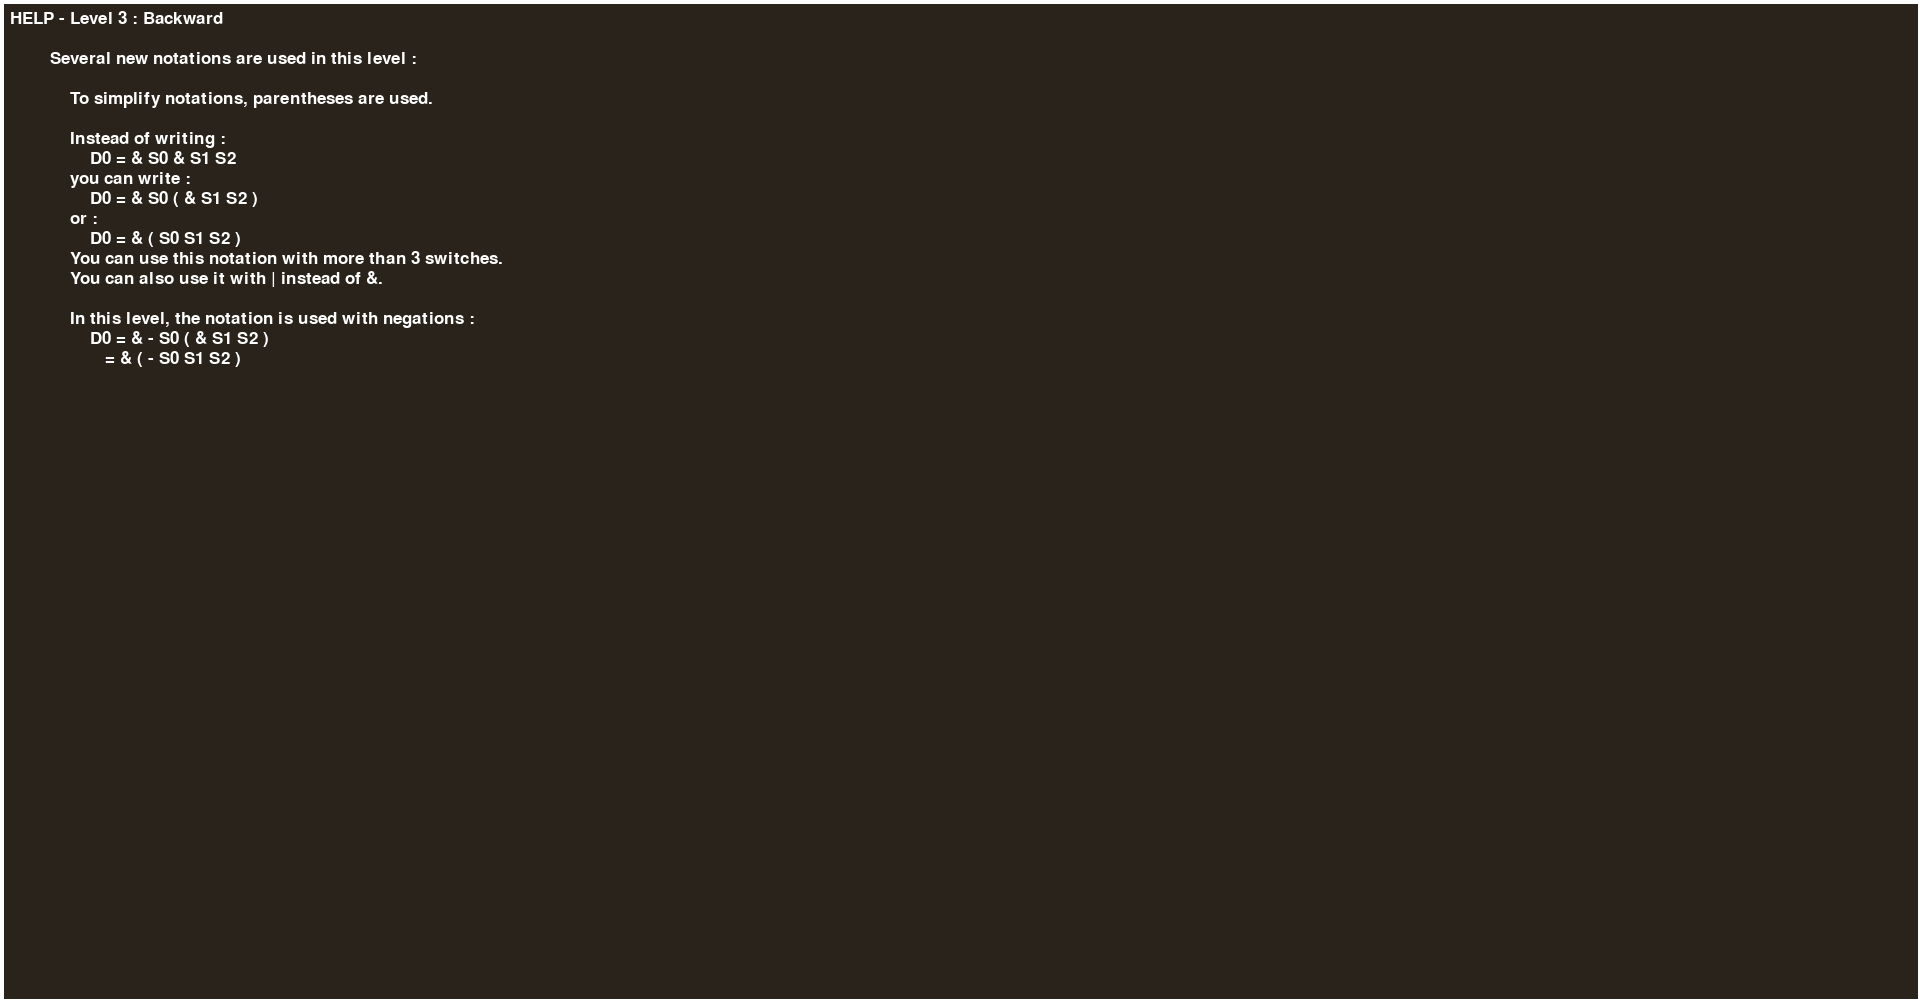 HELP - Level 3 : Backward
Several new notations are used in this level :
To simplify notations, parentheses are used.
Instead of writing :
D0 = & S0 & S1 S2
you can write :
D0 = & S0 ( & S1 S2 )
or :
D0 = & ( S0 S1 S2 )
You can use this notation with more than 3 switches.
You can also use it with | instead of &.
In this level, the notation is used with negations :
D0 = & - S0 ( & S1 S2 )
= & ( - S0 S1 S2 )